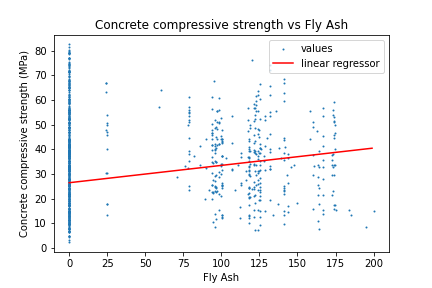 Concrete compressive strength vs Fly Ash
values
linear regressor
Concrete compressive strength (MPa)
80
70
60
50
40
30
20
10
0
0 25 50 75 100 125 150 175 200
Fly Ash